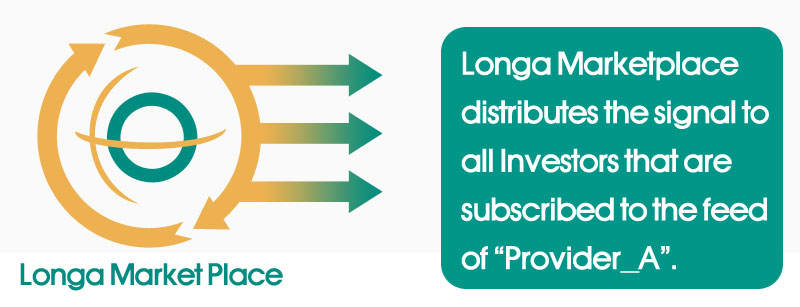 Longa Marketplace
distributes the signal to
all Investors that are
subscribed to the feed
of “Provider_A”.
Longa Market Place